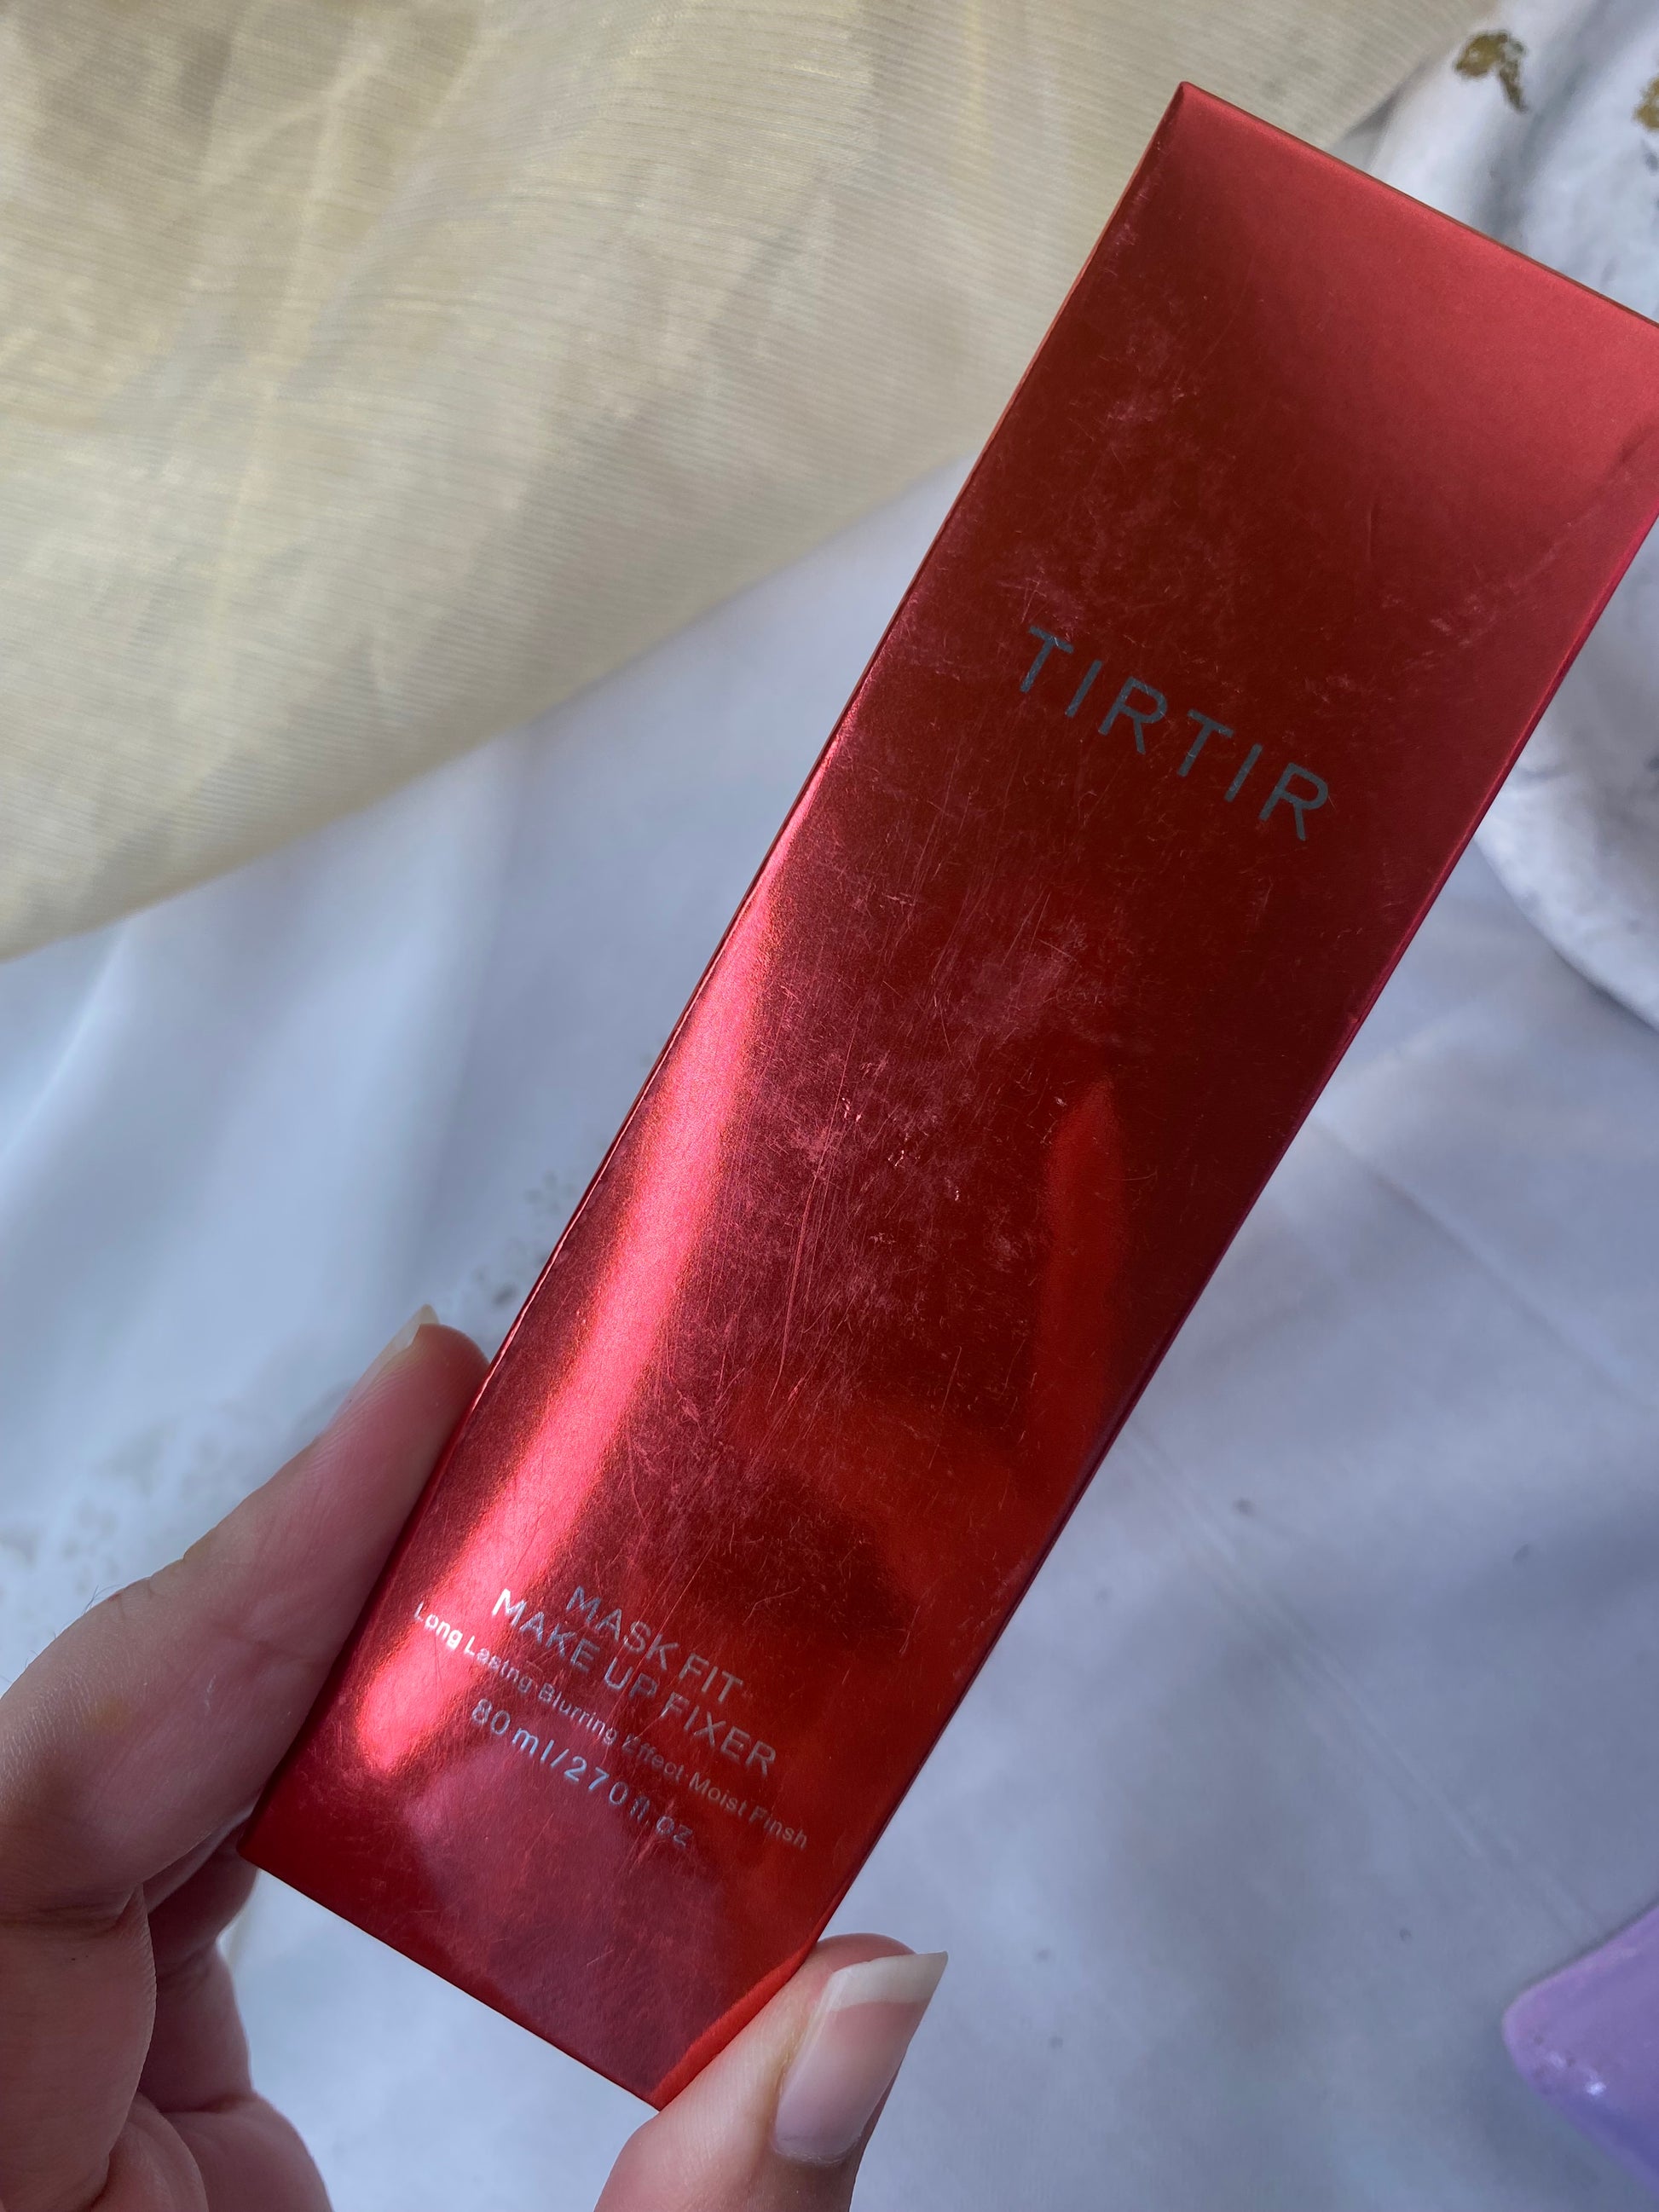 TIRTIR
MASK FIT
MAKE UP FIXER
Long Lasting Blurring Effect Moist Finsh
80ml/2.70fl.oz